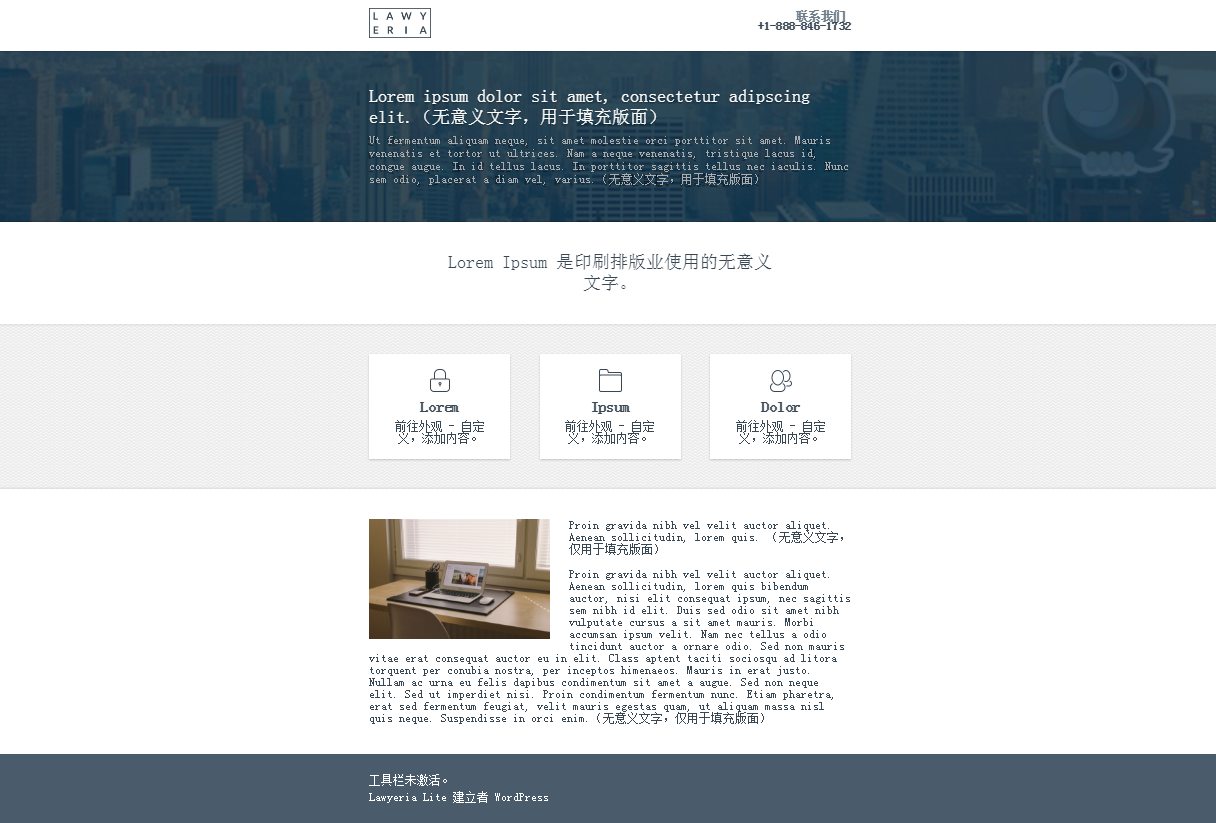 LAWY
ERIA
联系我们
+1-888-846-1732
Lorem ipsum dolor sit amet, consectetur adipscing
elit.（无意义文字，用于填充版面）
Ut fermentum aliquam neque, sit amet molestie orci porttitor sit amet. Mauris
venenatis et tortor ut ultrices. Nam a neque venenatis, tristique lacus id,
congue augue. In id tellus lacus. In porttitor sagittis tellus nec iaculis. Nunc
sem odio, placerat a diam vel, varius.（无意义文字，用于填充版面）
Lorem Ipsum 是印刷排版业使用的无意义
文字。
Lorem
前往外观 - 自定
义，添加内容。
Ipsum
前往外观 - 自定
义，添加内容。
Dolor
前往外观 - 自定
义，添加内容。
Proin gravida nibh vel velit auctor aliquet.
Aenean sollicitudin, lorem quis. （无意义文字，
仅用于填充版面）
Proin gravida nibh vel velit auctor aliquet.
Aenean sollicitudin, lorem quis bibendum
auctor, nisi elit consequat ipsum, nec sagittis
sem nibh id elit. Duis sed odio sit amet nibh
vulputate cursus a sit amet mauris. Morbi
accumsan ipsum velit. Nam nec tellus a odio
tincidunt auctor a ornare odio. Sed non mauris
vitae erat consequat auctor eu in elit. Class aptent taciti sociosqu ad litora
torquent per conubia nostra, per inceptos himenaeos. Mauris in erat justo.
Nullam ac urna eu felis dapibus condimentum sit amet a augue. Sed non neque
elit. Sed ut imperdiet nisi. Proin condimentum fermentum nunc. Etiam pharetra,
erat sed fermentum feugiat, velit mauris egestas quam, ut aliquam massa nisl
quis neque. Suspendisse in orci enim.（无意义文字，仅用于填充版面）
工具栏未激活。
Lawyeria Lite 建立者 WordPress